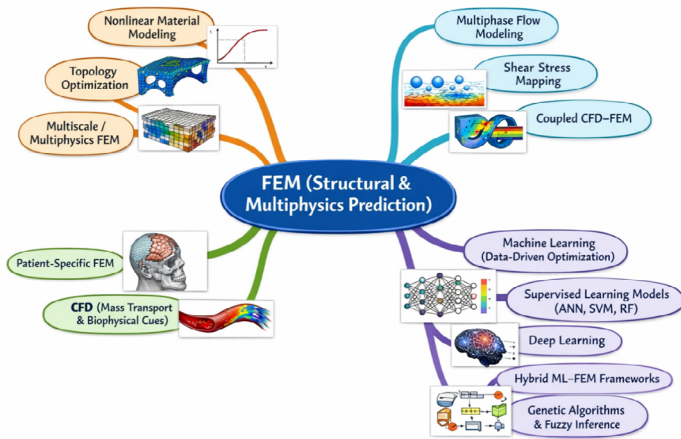 Nonlinear Material
Modeling
Topology
Optimization
Multiscale /
Multiphysics FEM
Multiphase Flow
Modeling
Shear Stress
Mapping
Coupled CFD–FEM
FEM (Structural &
Multiphysics Prediction)
Patient-Specific FEM
CFD (Mass Transport
& Biophysical Cues)
Machine Learning
(Data-Driven Optimization)
Supervised Learning Models
(ANN, SVM, RF)
Deep Learning
Hybrid ML–FEM Frameworks
Genetic Algorithms
& Fuzzy Inference